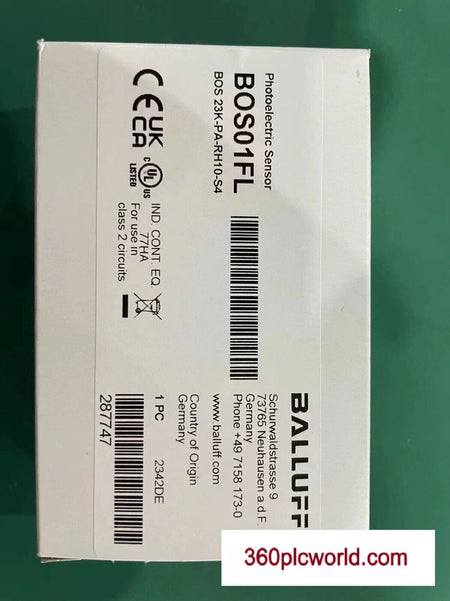 Photoelectric Sensor
BOS01FL
BOS 23K-PA-RH10-S4
CE UK
CA
C UL US
LISTED
IND. CONT. EQ.
77HA
For use in
class 2 circuits
BALLUFF
Schurwaldstrasse 9
73765 Neuhausen a.d.F.
Germany
Phone +49 7158 173-0
www.balluff.com
Country of Origin
Germany
1 PC
2342DE
287747
360plcworld.com